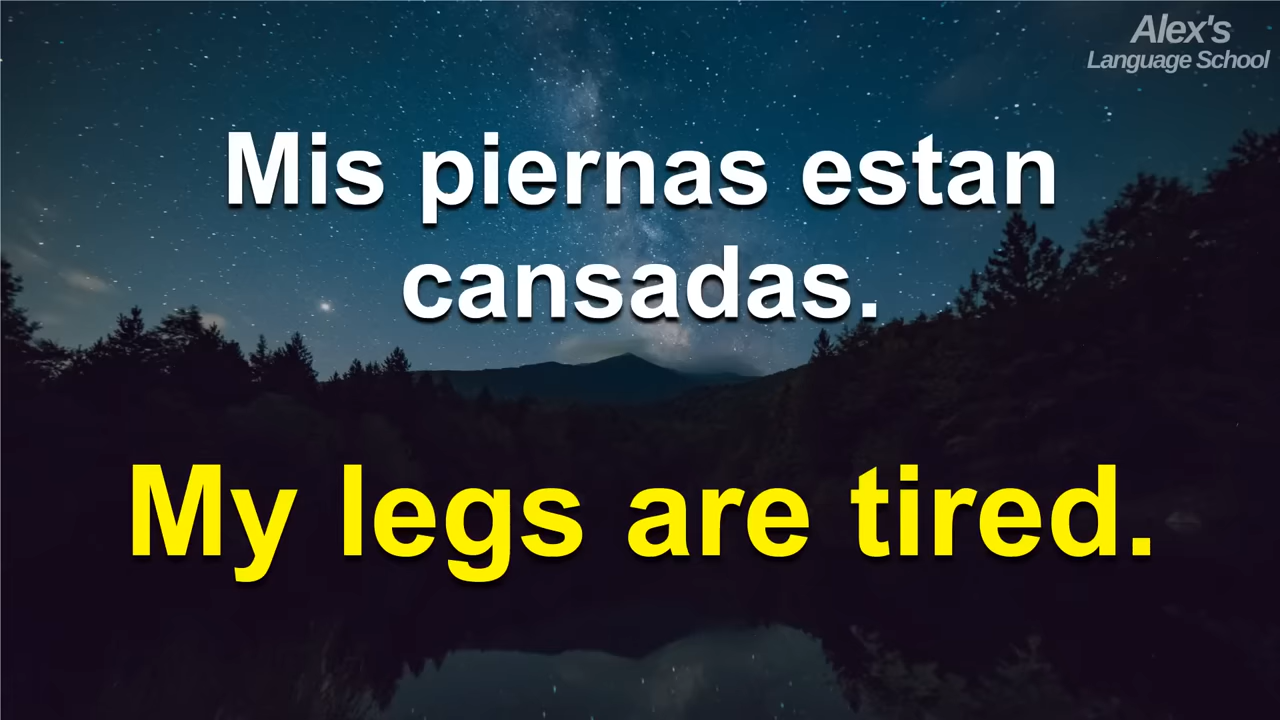 Alex's
Language School
Mis piernas estan
cansadas.
My legs are tired.